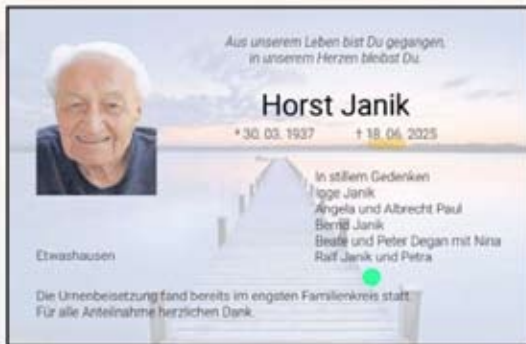 Aus unserem Leben bist Du gegangen,
in unserem Herzen bleibst Du.
Horst Janik
* 30. 03. 1937 † 18. 06. 2025
In stillem Gedenken
Inge Janik
Angela und Albrecht Paul
Bernd Janik
Beate und Peter Degan mit Nina
Ralf Janik und Petra
Etwashausen
Die Urnenbeisetzung fand bereits im engsten Familienkreis statt.
Für alle Anteilnahme herzlichen Dank.